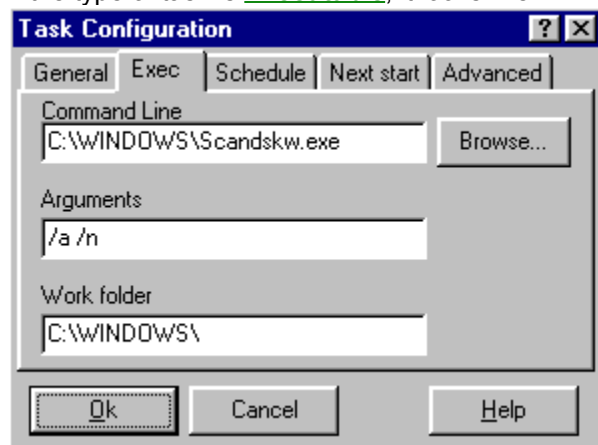 Task Configuration
General Exec Schedule Next start Advanced
Command Line
C:\WINDOWS\Scandskw.exe
Browse...
Arguments
/a /n
Work folder
C:\WINDOWS\
Ok Cancel Help